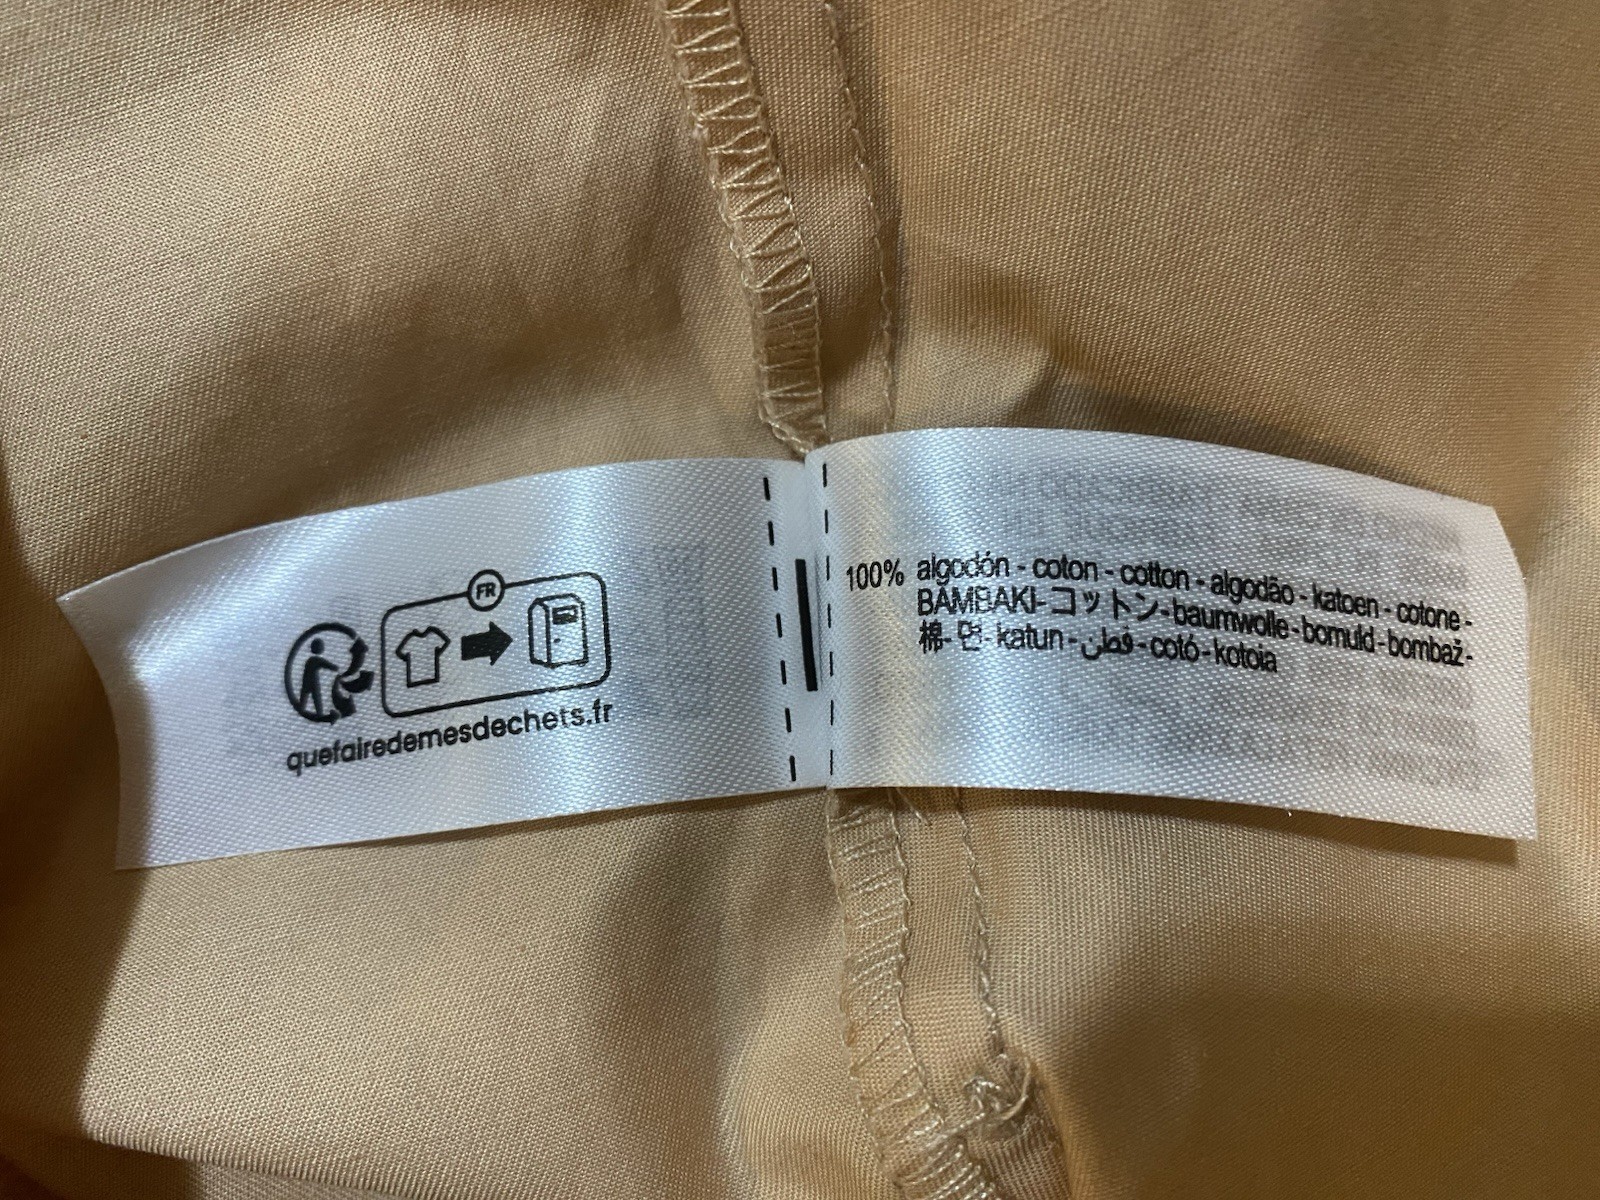 FR
quefairedemesdechets.fr
100% algodón - coton - cotton - algodão - katoen - cotone -
BAMBAKI - コットン - baumwolle - bomuld - bombaž -
棉 - 면 - katun - قطن - cotó - kotoia